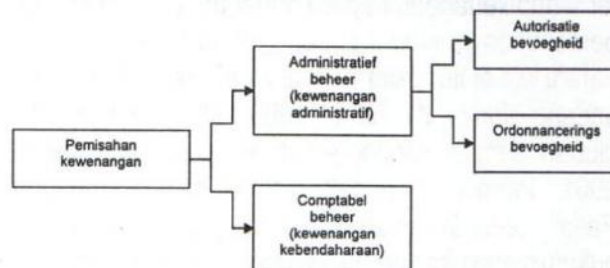 Pemisahan
kewenangan
Administratief
beheer
(kewenangan
administratif)
Comptabel
beheer
(kewenangan
kebendaharaan)
Autorisatie
bevoegheid
Ordonnancerings
bevoegheid